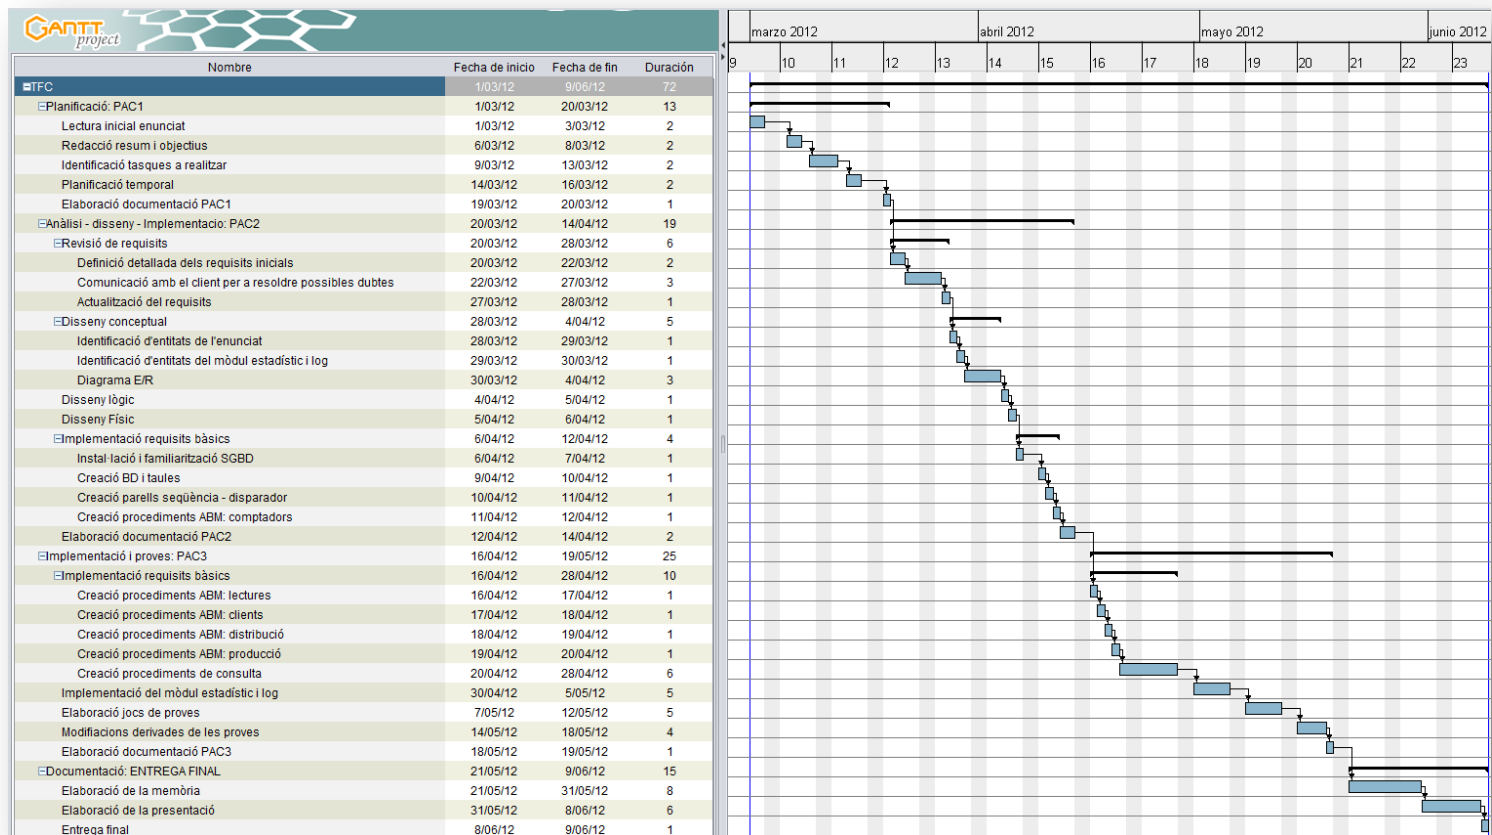 GANTT project
marzo 2012 abril 2012 mayo 2012 junio 2012
9 10 11 12 13 14 15 16 17 18 19 20 21 22 23
Nombre Fecha de inicio Fecha de fin Duración
TFC 1/03/12 9/06/12 72
Planificació: PAC1 1/03/12 20/03/12 13
Lectura inicial enunciat 1/03/12 3/03/12 2
Redacció resum i objectius 6/03/12 8/03/12 2
Identificació tasques a realitzar 9/03/12 13/03/12 2
Planificació temporal 14/03/12 16/03/12 2
Elaboració documentació PAC1 19/03/12 20/03/12 1
Anàlisi - disseny - Implementacio: PAC2 20/03/12 14/04/12 19
Revisió de requisits 20/03/12 28/03/12 6
Definició detallada dels requisits inicials 20/03/12 22/03/12 2
Comunicació amb el client per a resoldre possibles dubtes 22/03/12 27/03/12 3
Actualització del requisits 27/03/12 28/03/12 1
Disseny conceptual 28/03/12 4/04/12 5
Identificació d'entitats de l'enunciat 28/03/12 29/03/12 1
Identificació d'entitats del mòdul estadístic i log 29/03/12 30/03/12 1
Diagrama E/R 30/03/12 4/04/12 3
Disseny lògic 4/04/12 5/04/12 1
Disseny Físic 5/04/12 6/04/12 1
Implementació requisits bàsics 6/04/12 12/04/12 4
Instal·lació i familiarització SGBD 6/04/12 7/04/12 1
Creació BD i taules 9/04/12 10/04/12 1
Creació parells seqüència - disparador 10/04/12 11/04/12 1
Creació procediments ABM: comptadors 11/04/12 12/04/12 1
Elaboració documentació PAC2 12/04/12 14/04/12 2
Implementació i proves: PAC3 16/04/12 19/05/12 25
Implementació requisits bàsics 16/04/12 28/04/12 10
Creació procediments ABM: lectures 16/04/12 17/04/12 1
Creació procediments ABM: clients 17/04/12 18/04/12 1
Creació procediments ABM: distribució 18/04/12 19/04/12 1
Creació procediments ABM: producció 19/04/12 20/04/12 1
Creació procediments de consulta 20/04/12 28/04/12 6
Implementació del mòdul estadístic i log 30/04/12 5/05/12 5
Elaboració jocs de proves 7/05/12 12/05/12 5
Modifiacions derivades de les proves 14/05/12 18/05/12 4
Elaboració documentació PAC3 18/05/12 19/05/12 1
Documentació: ENTREGA FINAL 21/05/12 9/06/12 15
Elaboració de la memòria 21/05/12 31/05/12 8
Elaboració de la presentació 31/05/12 8/06/12 6
Entrega final 8/06/12 9/06/12 1